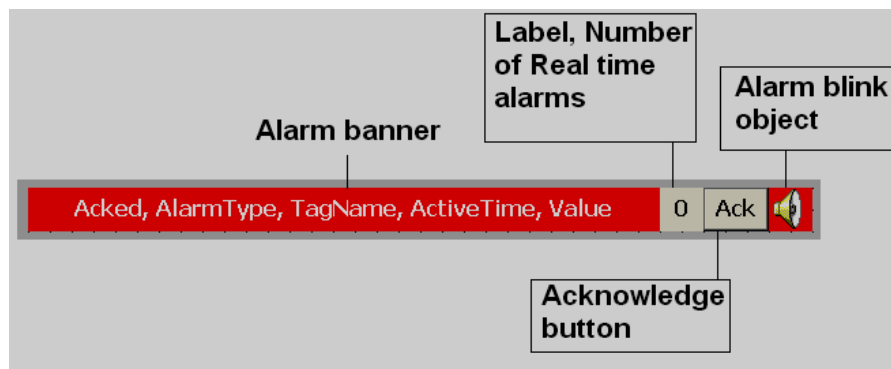 Label, Number
of Real time
alarms
Alarm blink
object
Alarm banner
Acked, AlarmType, TagName, ActiveTime, Value
0
Ack
Acknowledge
button